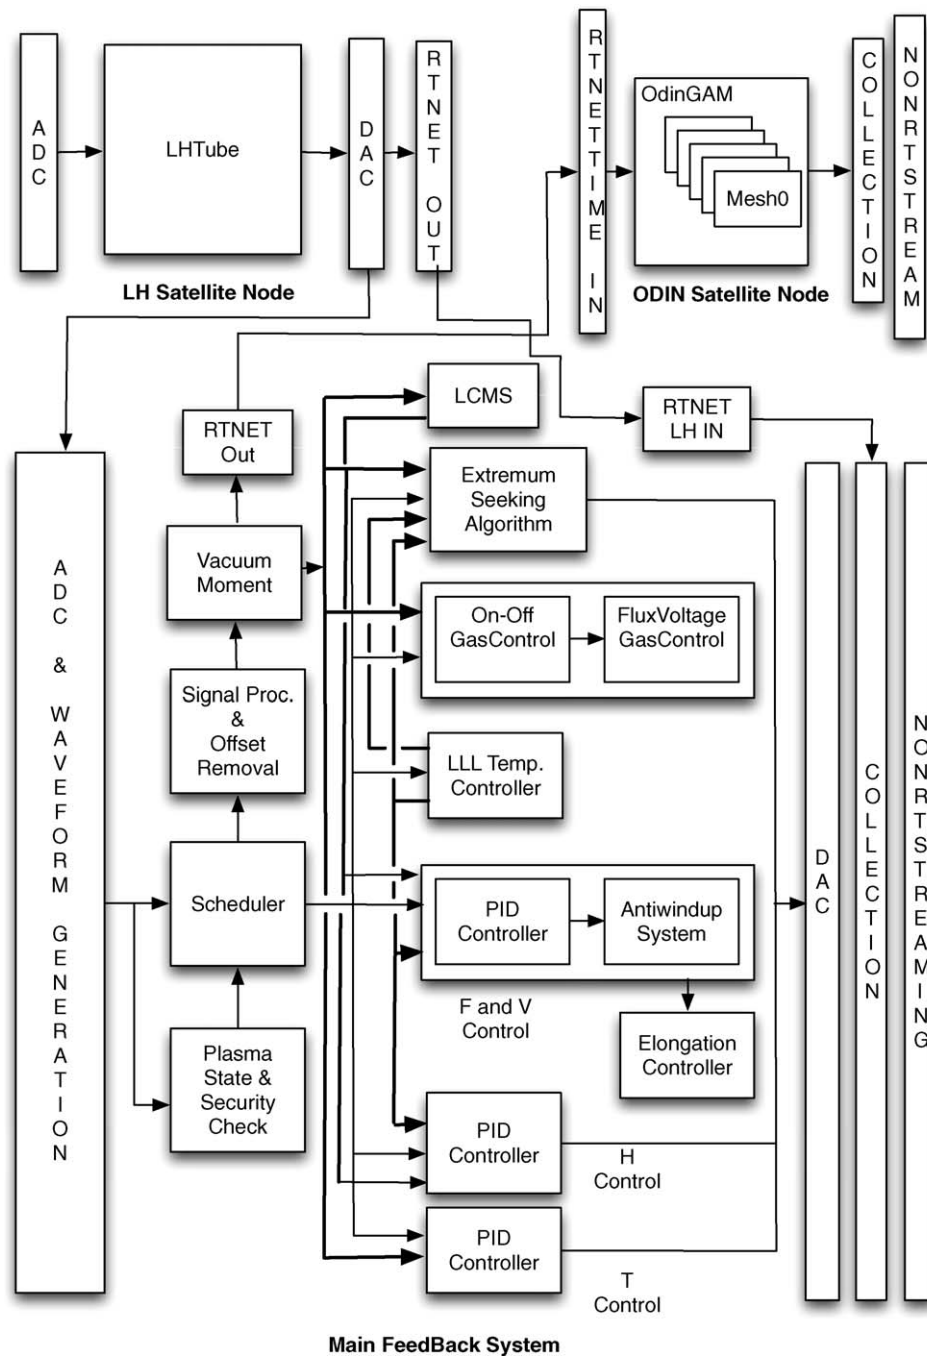 ADC
LHTube
DAC
RTNET OUT
LH Satellite Node
RTNETTIME IN
OdinGAM
Mesh0
ODIN Satellite Node
COLLECTION
NONRTSTREAM
RTNET
Out
LCMS
RTNET
LH IN
ADC & WAVEFORM GENERATION
Vacuum
Moment
Extremum
Seeking
Algorithm
On-Off
GasControl
FluxVoltage
GasControl
Signal Proc.
&
Offset
Removal
LLL Temp.
Controller
Scheduler
PID
Controller
Antiwindup
System
F and V
Control
Elongation
Controller
Plasma
State &
Security
Check
PID
Controller
H
Control
PID
Controller
T
Control
DAC
COLLECTION
NONRTSTREAMING
Main FeedBack System